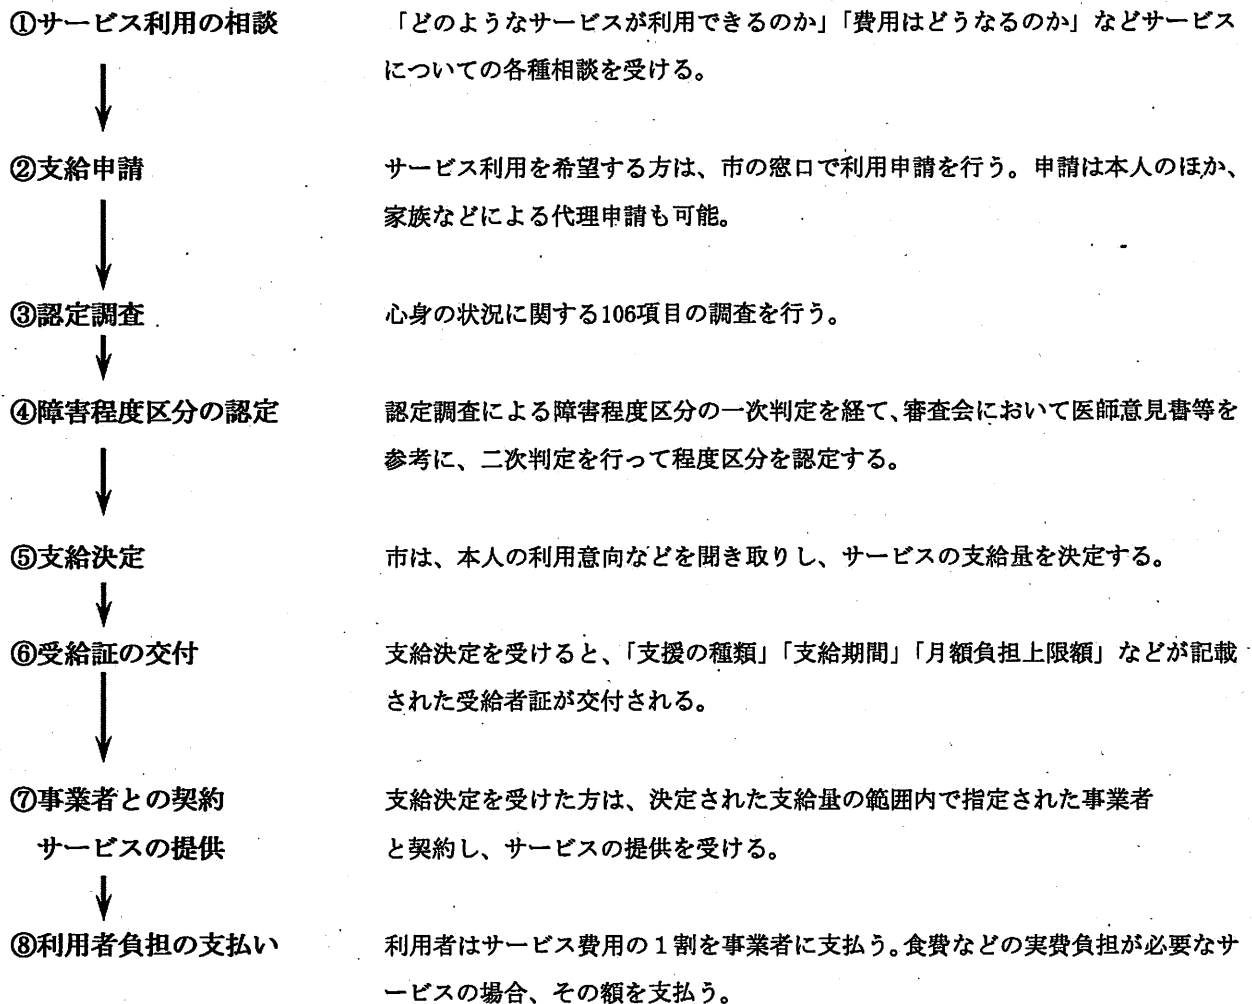 ①サービス利用の相談
「どのようなサービスが利用できるのか」「費用はどうなるのか」などサービス
についての各種相談を受ける。
②支給申請
サービス利用を希望する方は、市の窓口で利用申請を行う。申請は本人のほか、
家族などによる代理申請も可能。
③認定調査
心身の状況に関する106項目の調査を行う。
④障害程度区分の認定
認定調査による障害程度区分の一次判定を経て、審査会において医師意見書等を
参考に、二次判定を行って程度区分を認定する。
⑤支給決定
市は、本人の利用意向などを聞き取りし、サービスの支給量を決定する。
⑥受給証の交付
支給決定を受けると、「支援の種類」「支給期間」「月額負担上限額」などが記載
された受給者証が交付される。
⑦事業者との契約
サービスの提供
支給決定を受けた方は、決定された支給量の範囲内で指定された事業者
と契約し、サービスの提供を受ける。
⑧利用者負担の支払い
利用者はサービス費用の1割を事業者に支払う。食費などの実費負担が必要なサ
ービスの場合、その額を支払う。